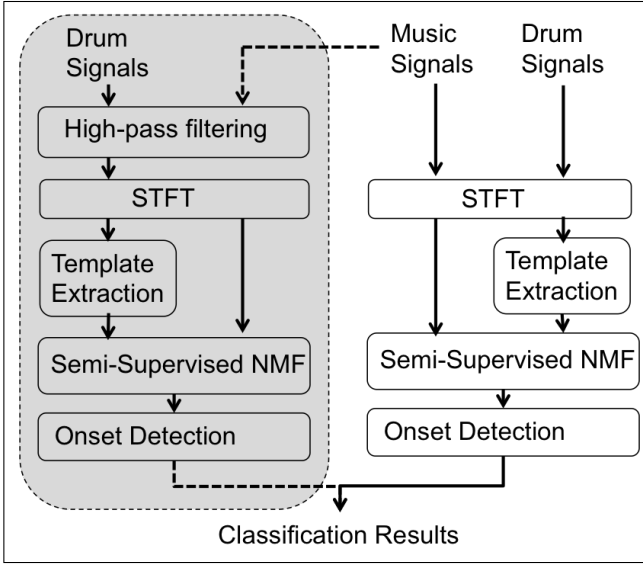 Drum
Signals
High-pass filtering
STFT
Template
Extraction
Semi-Supervised NMF
Onset Detection
Music
Signals
Drum
Signals
STFT
Template
Extraction
Semi-Supervised NMF
Onset Detection
Classification Results